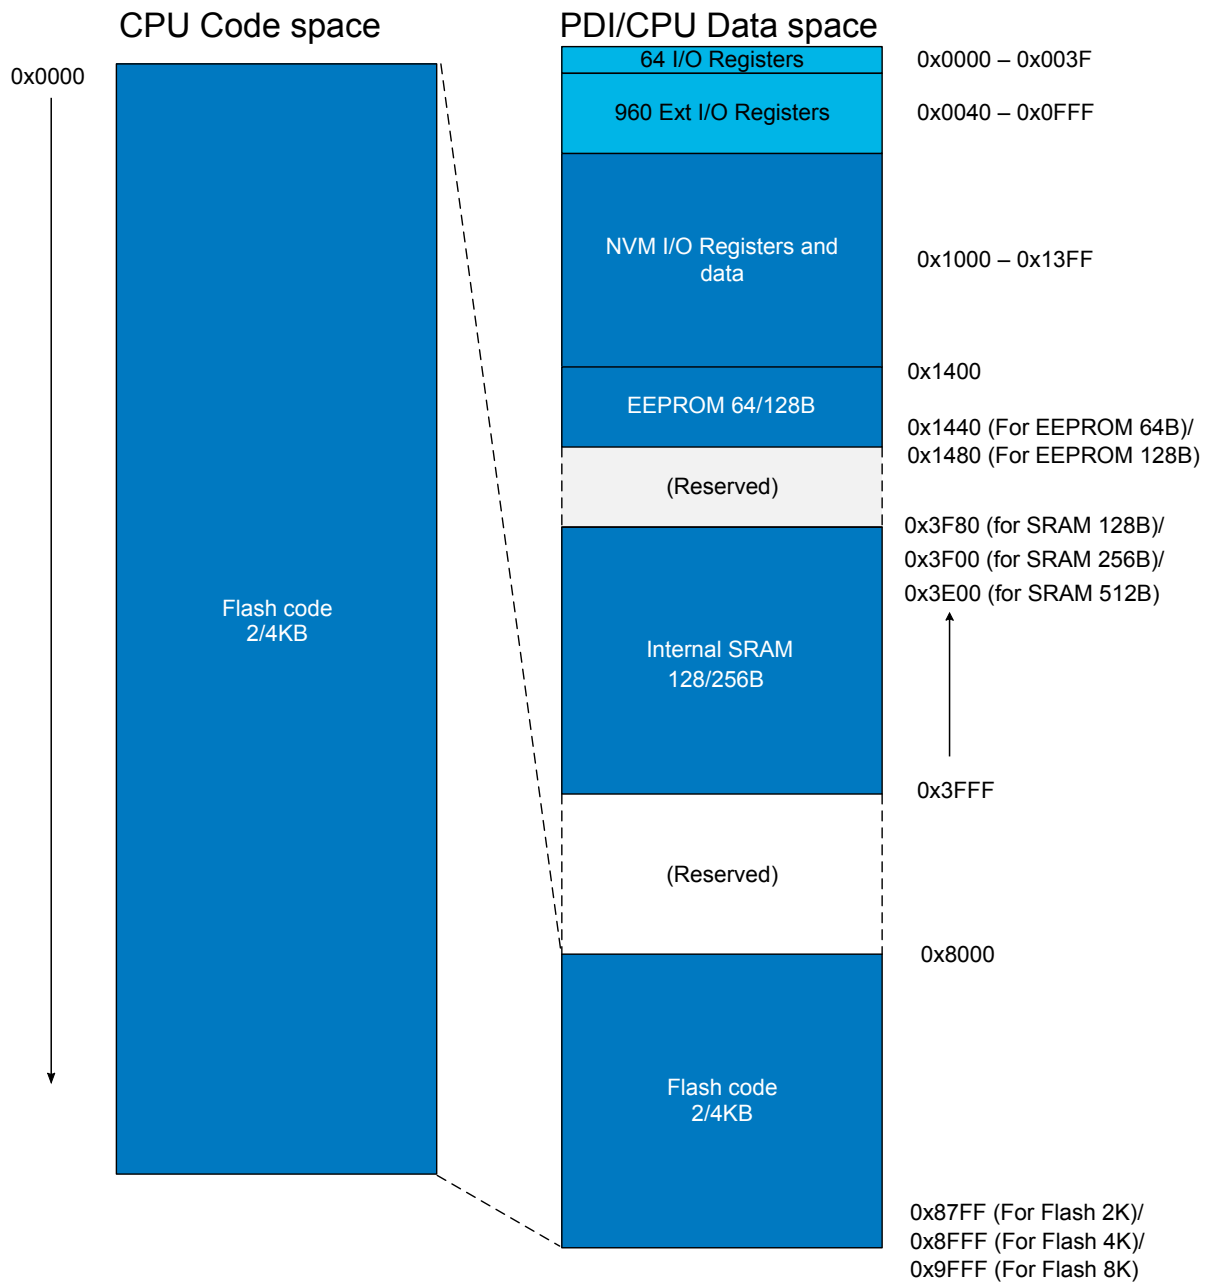 CPU Code space
PDI/CPU Data space
0x0000
64 I/O Registers
0x0000 – 0x003F
960 Ext I/O Registers
0x0040 – 0x0FFF
NVM I/O Registers and
data
0x1000 – 0x13FF
0x1400
EEPROM 64/128B
0x1440 (For EEPROM 64B)/
0x1480 (For EEPROM 128B)
(Reserved)
0x3F80 (for SRAM 128B)/
0x3F00 (for SRAM 256B)/
0x3E00 (for SRAM 512B)
Flash code
2/4KB
Internal SRAM
128/256B
0x3FFF
(Reserved)
0x8000
Flash code
2/4KB
0x87FF (For Flash 2K)/
0x8FFF (For Flash 4K)/
0x9FFF (For Flash 8K)